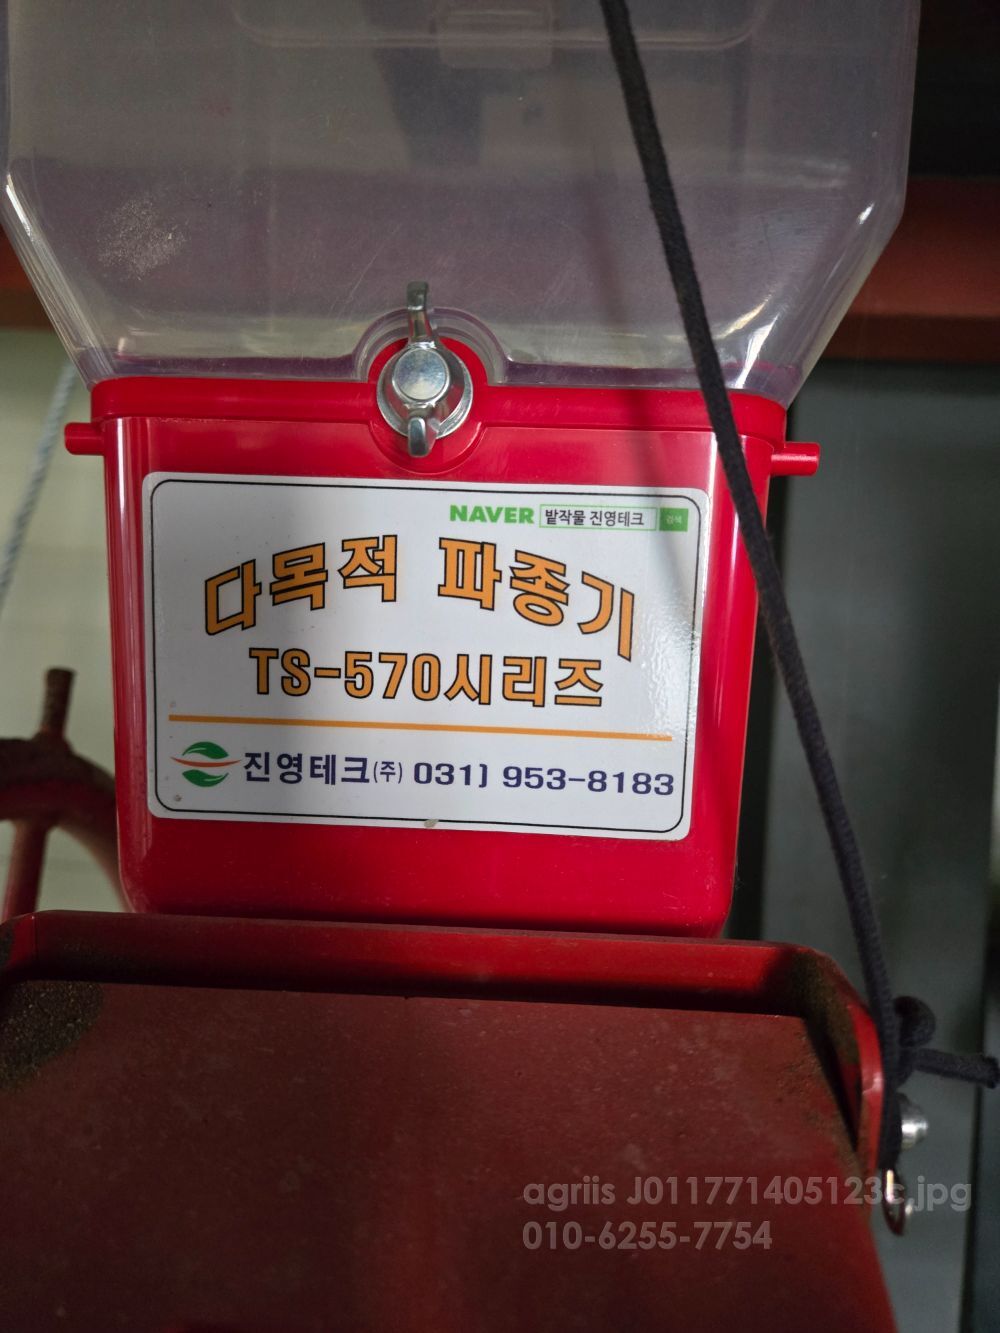 NAVER 밭작물 진영테크 검색
다목적 파종기
TS-570시리즈
진영테크(주) 031) 953-8183
agriis J011771405123c.jpg
010-6255-7754